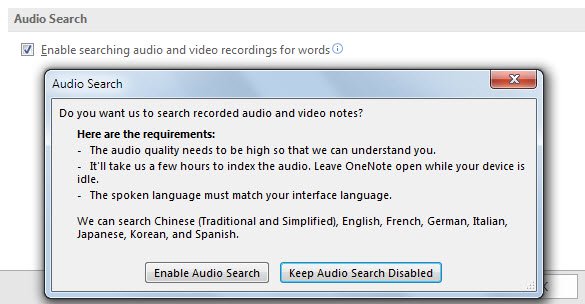 Audio Search
Enable searching audio and video recordings for words
Audio Search
Do you want us to search recorded audio and video notes?
Here are the requirements:
- The audio quality needs to be high so that we can understand you.
- It'll take us a few hours to index the audio. Leave OneNote open while your device is
idle.
- The spoken language must match your interface language.
We can search Chinese (Traditional and Simplified), English, French, German, Italian,
Japanese, Korean, and Spanish.
Enable Audio Search Keep Audio Search Disabled